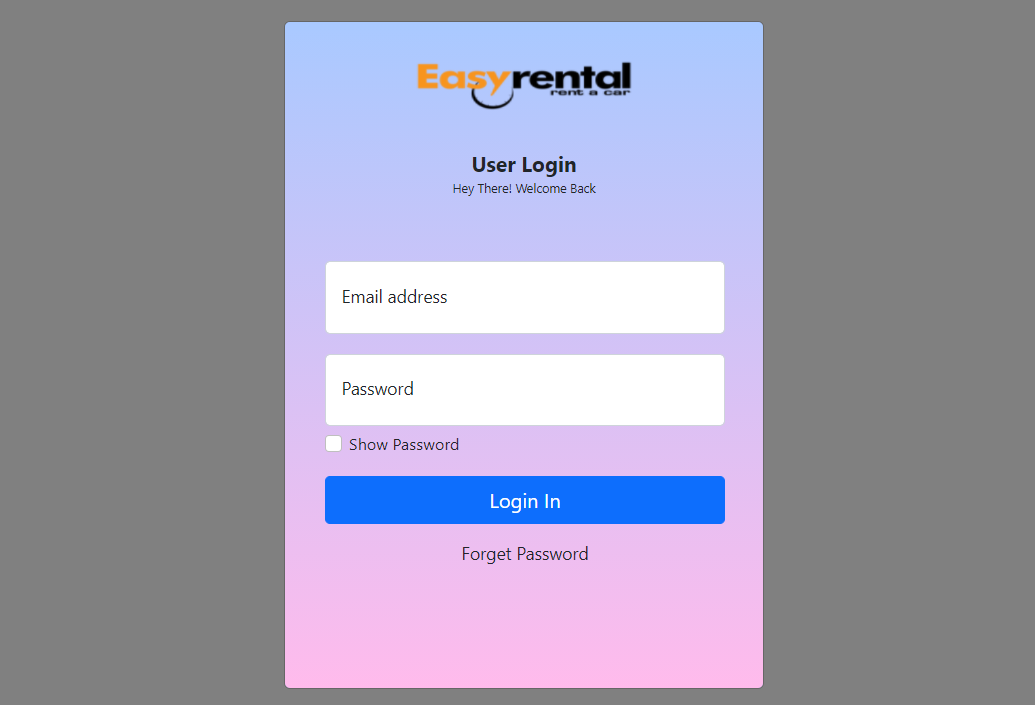 Easyrental
rent a car
User Login
Hey There! Welcome Back
Email address
Password
Show Password
Login In
Forget Password